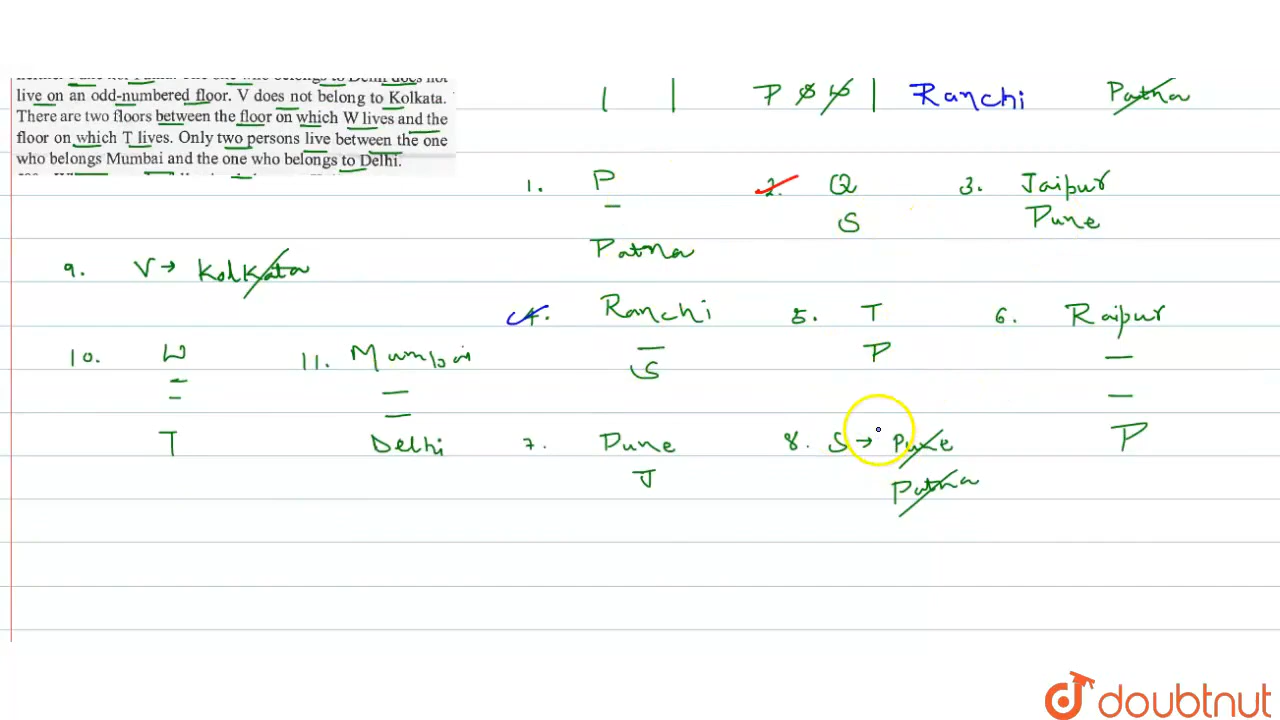 live on an odd-numbered floor. V does not belong to Kolkata.
There are two floors between the floor on which W lives and the
floor on which T lives. Only two persons live between the one
who belongs Mumbai and the one who belongs to Delhi.
1 | P Ranchi Patna
1. P
Patna
2. Q
S
3. Jaipur
Pune
9. V → Kolkata
4. Ranchi
S
5. T
P
6. Raipur
P
10. W
T
11. Mumbai
Delhi
7. Pune
J
8. S → Pune
Patna
doubtnut